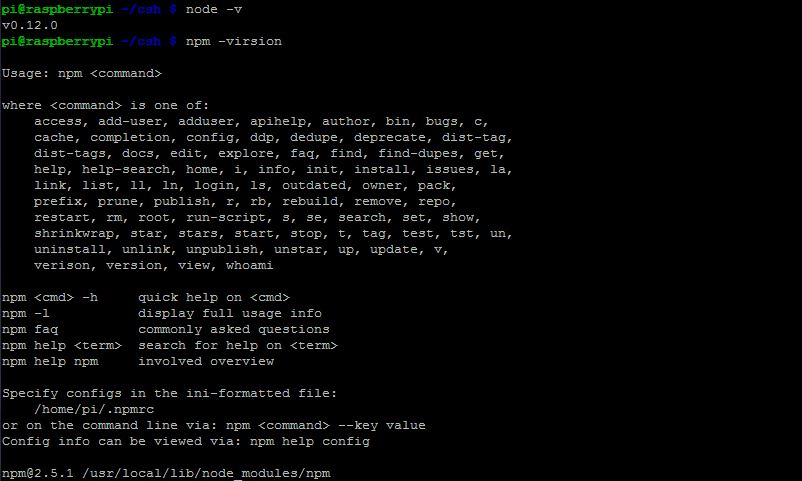 pi@raspberrypi ~/csh $ node -v
v0.12.0
pi@raspberrypi ~/csh $ npm -virsion

Usage: npm <command>

where <command> is one of:
    access, add-user, adduser, apihelp, author, bin, bugs, c,
    cache, completion, config, ddp, dedupe, deprecate, dist-tag,
    dist-tags, docs, edit, explore, faq, find, find-dupes, get,
    help, help-search, home, i, info, init, install, issues, la,
    link, list, ll, ln, login, ls, outdated, owner, pack,
    prefix, prune, publish, r, rb, rebuild, remove, repo,
    restart, rm, root, run-script, s, se, search, set, show,
    shrinkwrap, star, stars, start, stop, t, tag, test, tst, un,
    uninstall, unlink, unpublish, unstar, up, update, v,
    verison, version, view, whoami

npm <cmd> -h     quick help on <cmd>
npm -l           display full usage info
npm faq          commonly asked questions
npm help <term>  search for help on <term>
npm help npm     involved overview

Specify configs in the ini-formatted file:
    /home/pi/.npmrc
or on the command line via: npm <command> --key value
Config info can be viewed via: npm help config

npm@2.5.1 /usr/local/lib/node_modules/npm